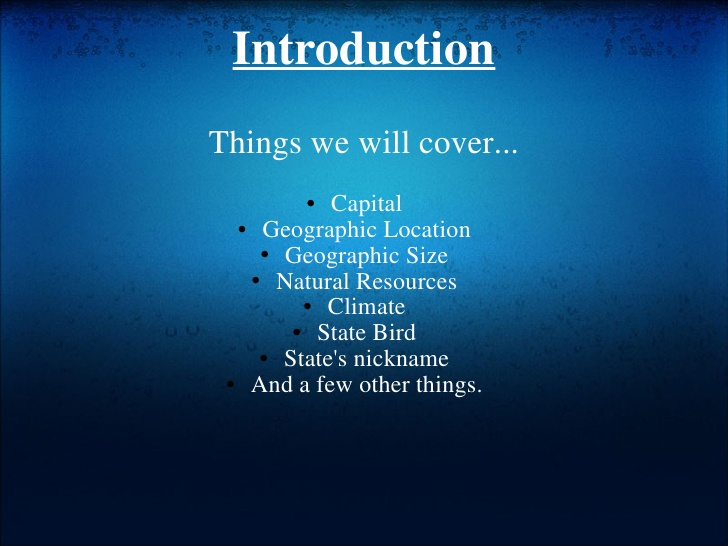 Introduction
Things we will cover...
• Capital
• Geographic Location
• Geographic Size
• Natural Resources
• Climate
• State Bird
• State's nickname
• And a few other things.